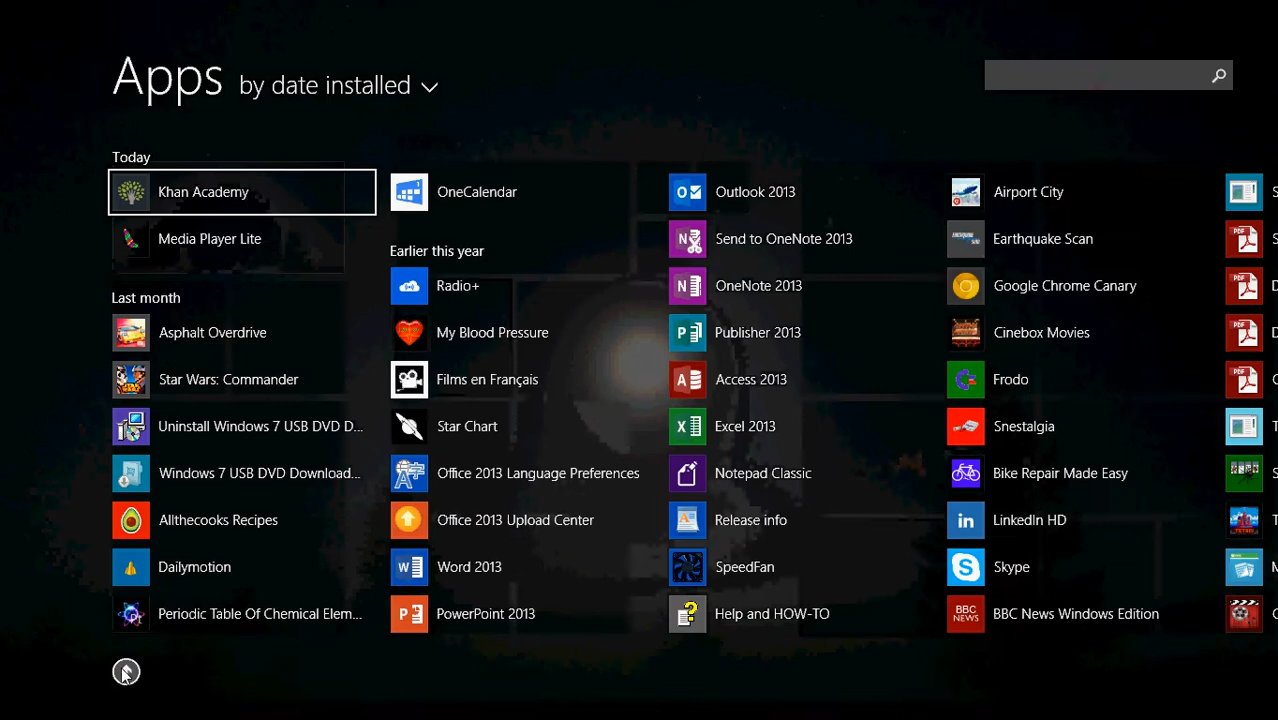 Apps by date installed
Today
Khan Academy
Media Player Lite
Last month
Asphalt Overdrive
Star Wars: Commander
Uninstall Windows 7 USB DVD D...
Windows 7 USB DVD Download...
Allthecooks Recipes
Dailymotion
Periodic Table Of Chemical Elem...
OneCalendar
Earlier this year
Radio+
My Blood Pressure
Films en Français
Star Chart
Office 2013 Language Preferences
Office 2013 Upload Center
Word 2013
PowerPoint 2013
Outlook 2013
Send to OneNote 2013
OneNote 2013
Publisher 2013
Access 2013
Excel 2013
Notepad Classic
Release info
SpeedFan
Help and HOW-TO
Airport City
Earthquake Scan
Google Chrome Canary
Cinebox Movies
Frodo
Snestalgia
Bike Repair Made Easy
LinkedIn HD
Skype
BBC NEWS BBC News Windows Edition